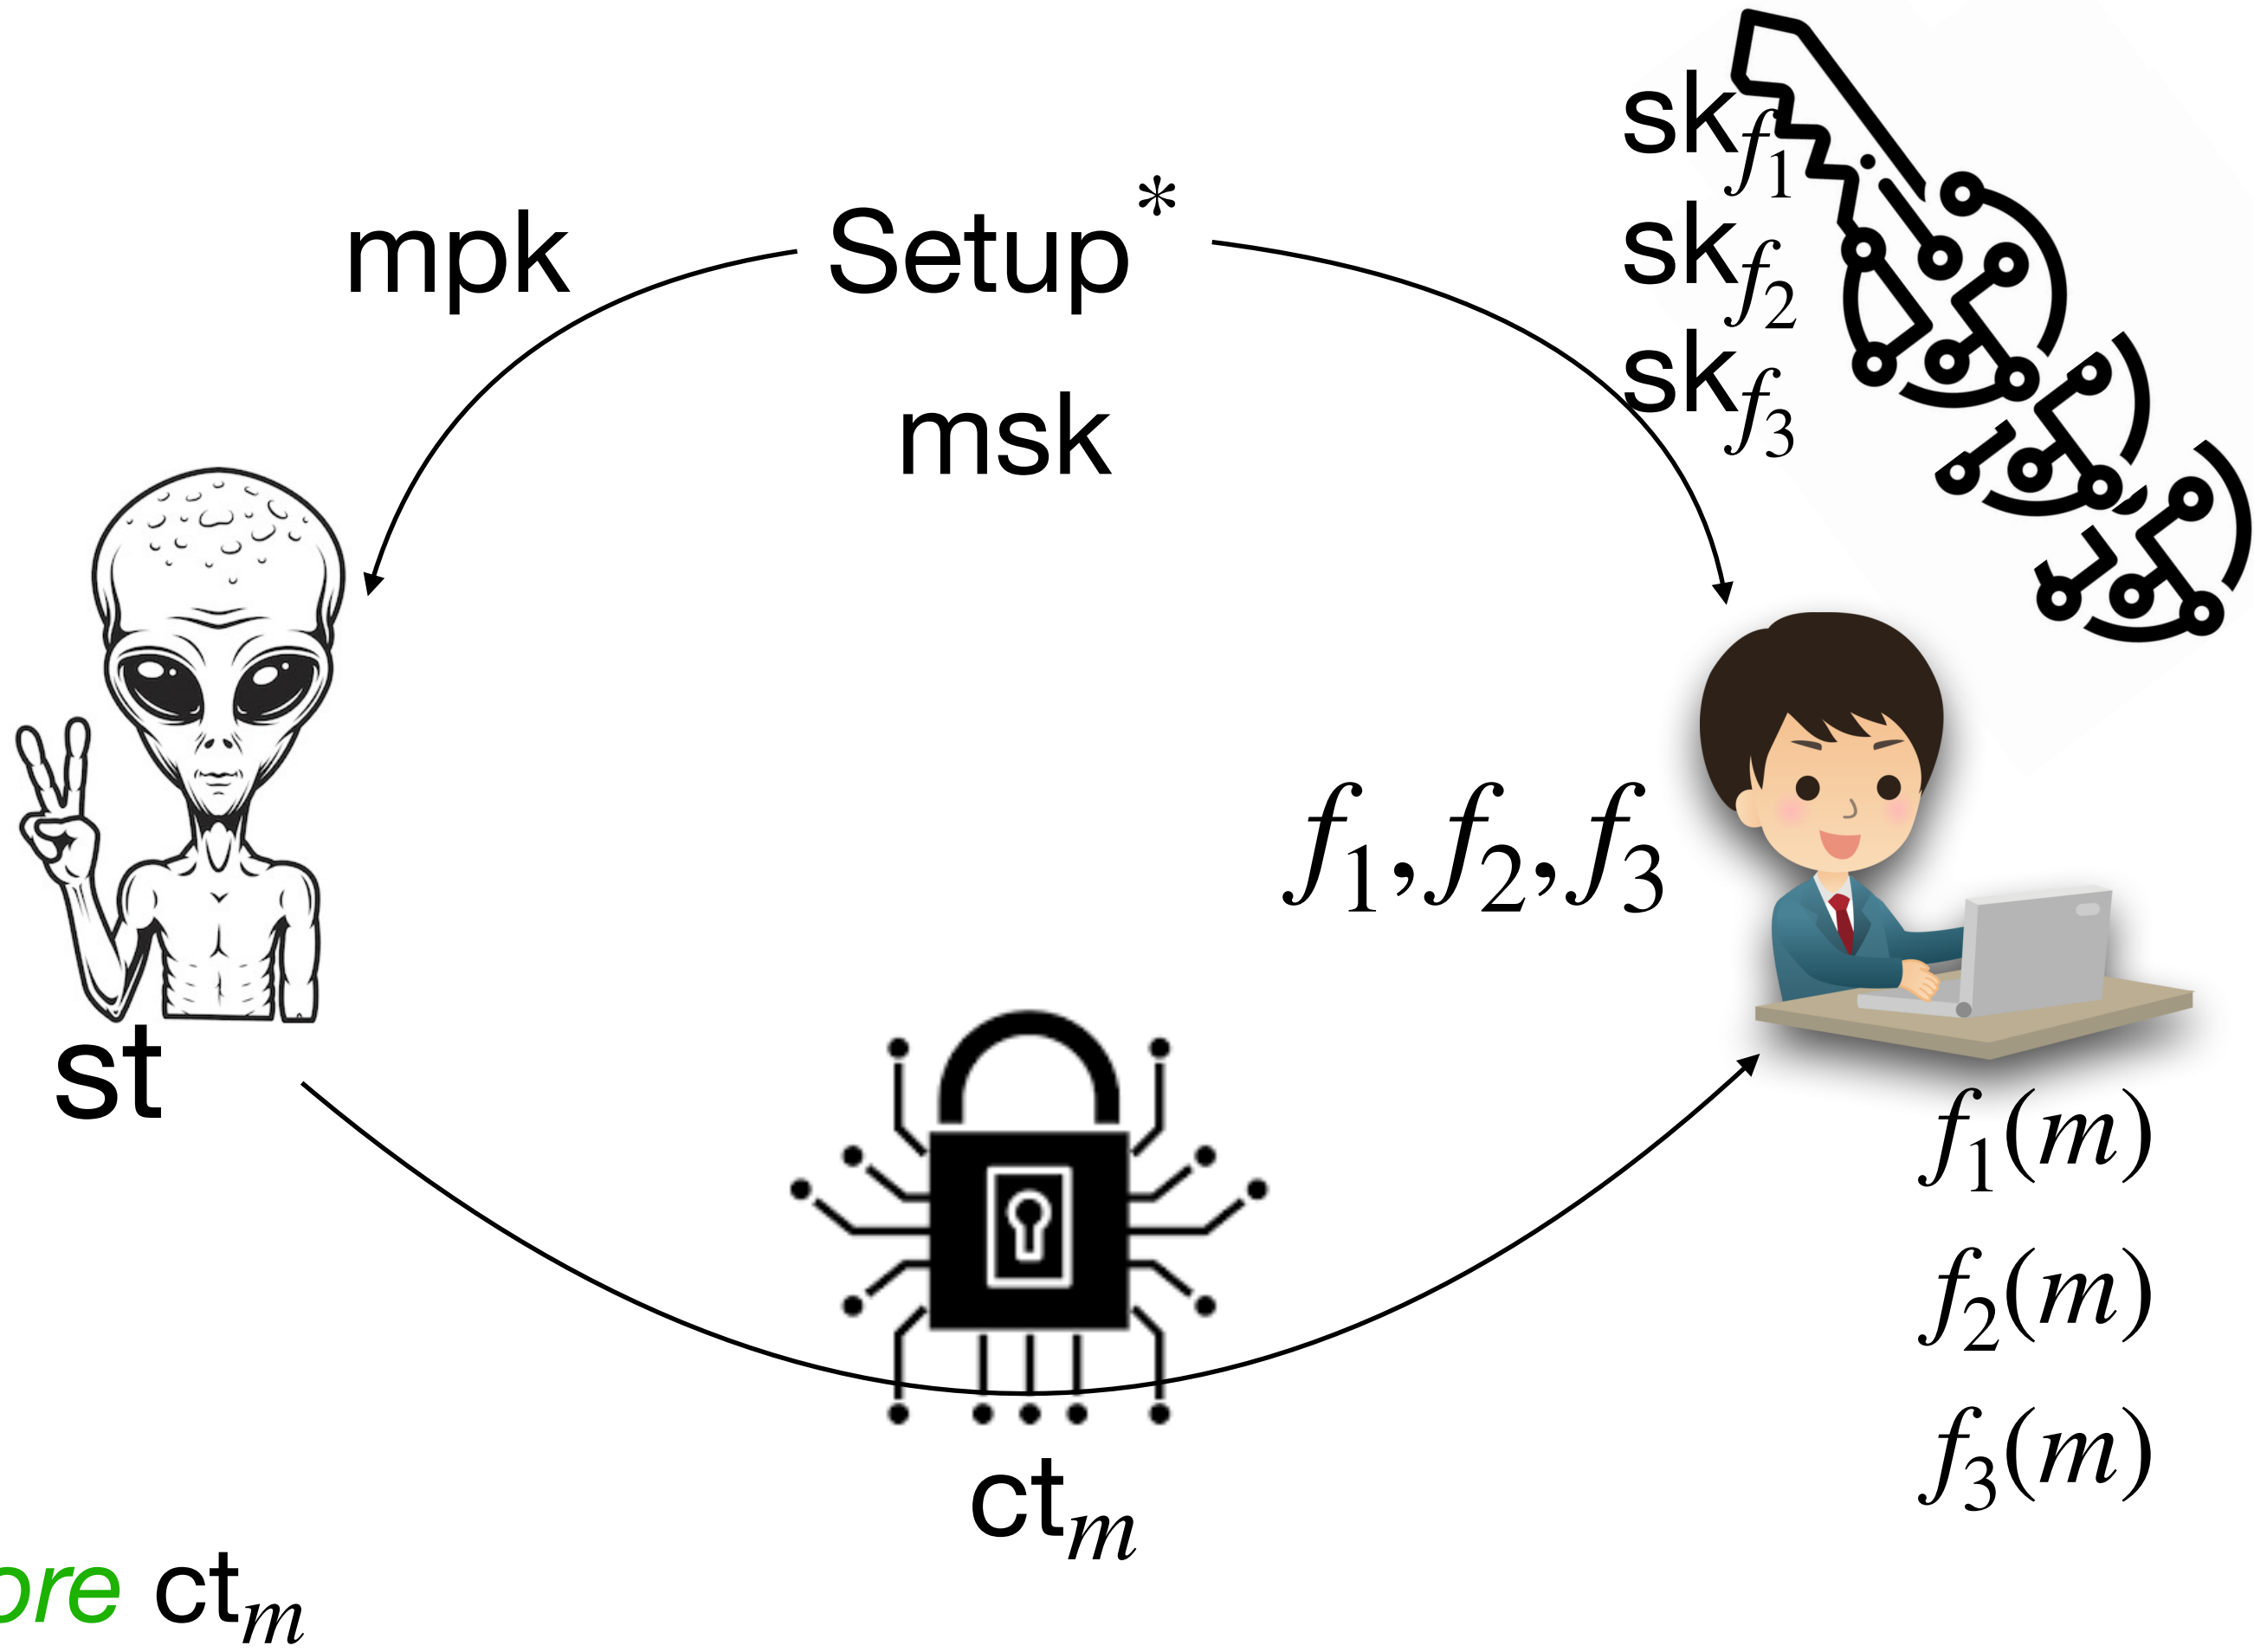 mpk
Setup*
msk
sk_{f_1}
sk_{f_2}
sk_{f_3}
f_1, f_2, f_3
st
f_1(m)
f_2(m)
f_3(m)
ct_m
ore ct_m